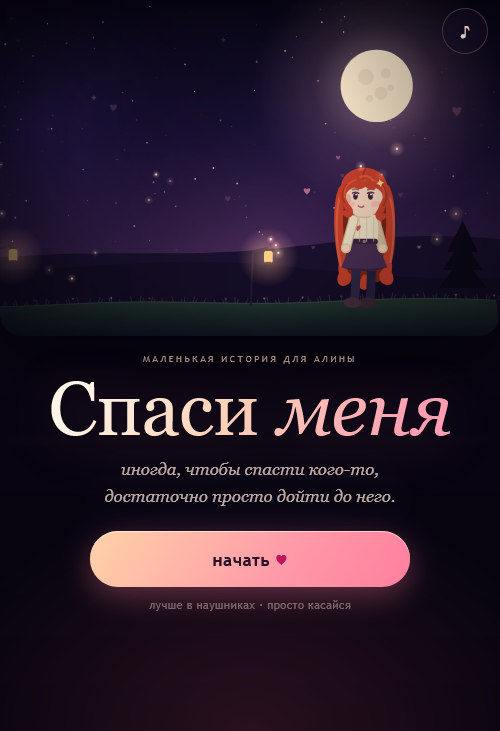 МАЛЕНЬКАЯ ИСТОРИЯ ДЛЯ АЛИНЫ
Спаси меня
иногда, чтобы спасти кого-то,
достаточно просто дойти до него.
начать
лучше в наушниках · просто касайся